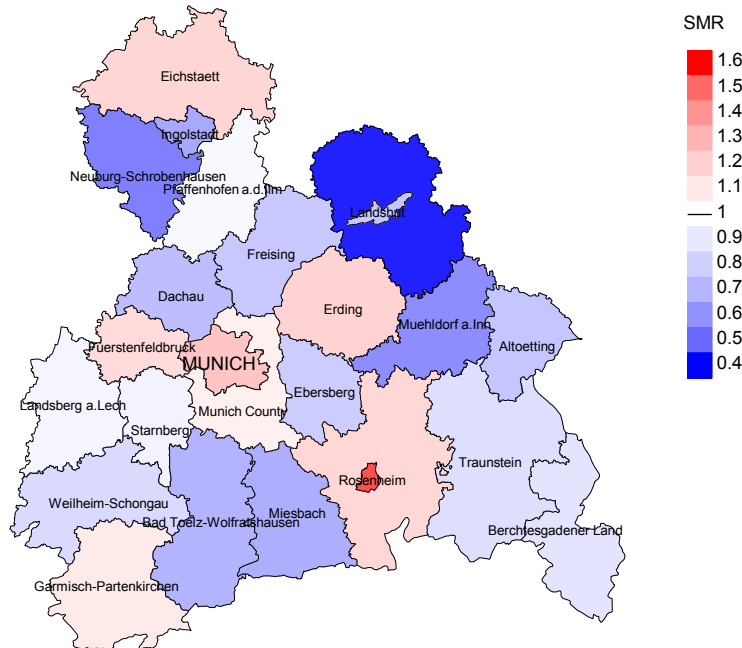 SMR
1.6
1.5
1.4
1.3
1.2
1.1
1
0.9
0.8
0.7
0.6
0.5
0.4
Eichstaett
Ingolstadt
Neuburg-Schrobenhausen
Pfaffenhofen a.d.Ilm
Landshut
Freising
Dachau
Erding
Muehldorf a.Inn
Altoetting
Fuerstenfeldbruck
MUNICH
Ebersberg
Landsberg a.Lech
Munich County
Starnberg
Traunstein
Rosenheim
Weilheim-Schongau
Miesbach
Bad Toelz-Wolfratshausen
Berchtesgadener Land
Garmisch-Partenkirchen